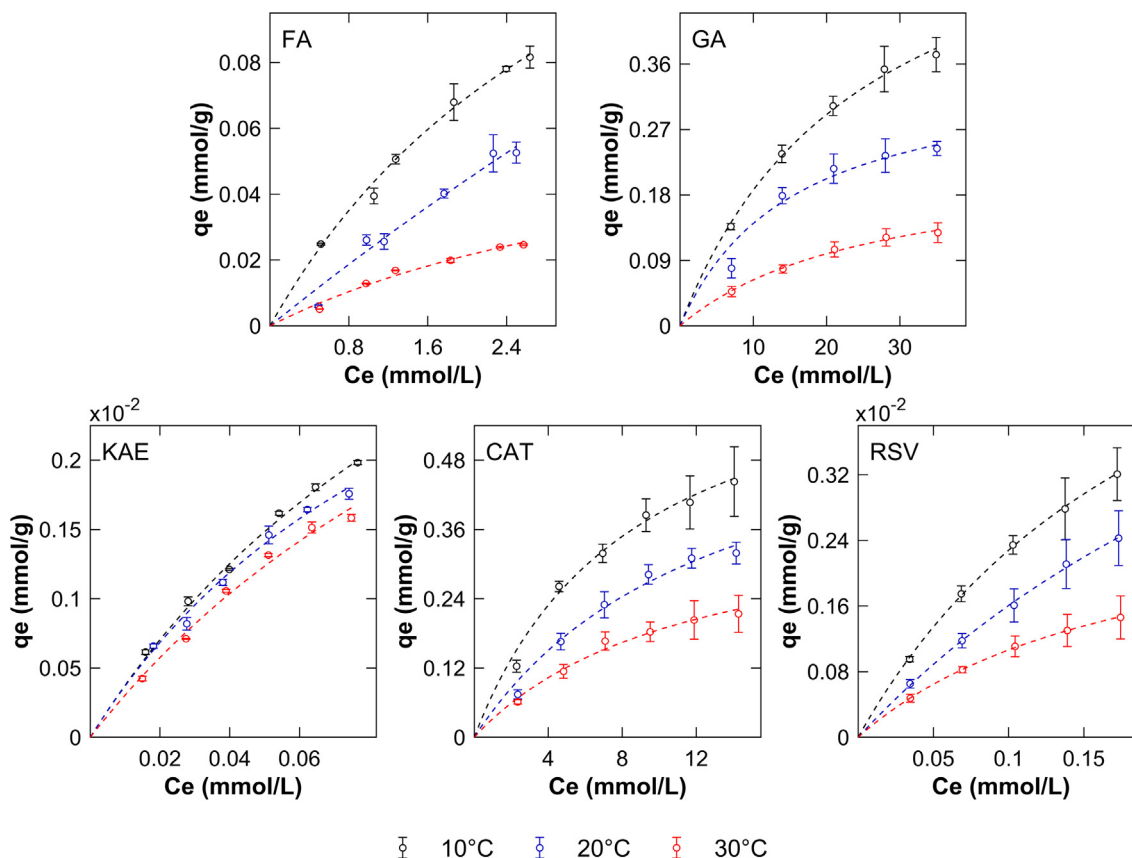 FA
qe (mmol/g)
0.08
0.06
0.04
0.02
0
0.8 1.6 2.4
Ce (mmol/L)
GA
qe (mmol/g)
0.36
0.27
0.18
0.09
0
10 20 30
Ce (mmol/L)
x10⁻²
KAE
qe (mmol/g)
0.2
0.15
0.1
0.05
0
0.02 0.04 0.06
Ce (mmol/L)
CAT
qe (mmol/g)
0.48
0.36
0.24
0.12
0
4 8 12
Ce (mmol/L)
x10⁻²
RSV
qe (mmol/g)
0.32
0.24
0.16
0.08
0
0.05 0.1 0.15
Ce (mmol/L)
10°C 20°C 30°C